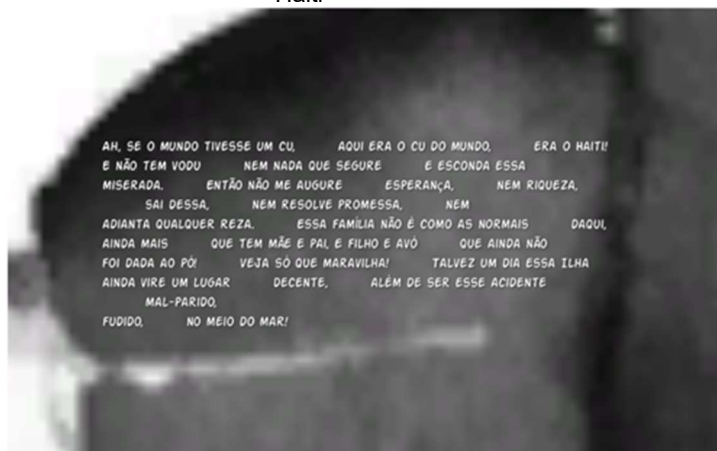 Haiti
AH, SE O MUNDO TIVESSE UM CU, AQUI ERA O CU DO MUNDO, ERA O HAITI!
E NÃO TEM VODU NEM NADA QUE SEGURE E ESCONDA ESSA
MISERADA. ENTÃO NÃO ME AUGURE ESPERANÇA, NEM RIQUEZA,
SAI DESSA, NEM RESOLVE PROMESSA, NEM
ADIANTA QUALQUER REZA. ESSA FAMÍLIA NÃO É COMO AS NORMAIS DAQUI,
AINDA MAIS QUE TEM MÃE E PAI, E FILHO E AVÓ QUE AINDA NÃO
FOI DADA AO PÓ! VEJA SÓ QUE MARAVILHA! TALVEZ UM DIA ESSA ILHA
AINDA VIRE UM LUGAR DECENTE, ALÉM DE SER ESSE ACIDENTE
MAL-PARIDO,
FUDIDO, NO MEIO DO MAR!